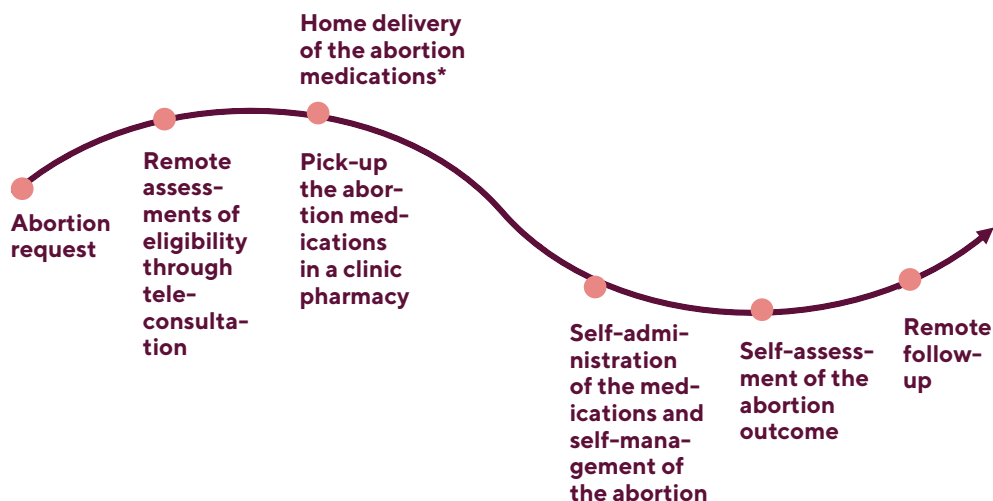 Home delivery
of the abortion
medications*
Abortion
request
Remote
assess-
ments of
eligibility
through
tele-
consulta-
tion
Pick-up
the abor-
tion med-
ications
in a clinic
pharmacy
Self-admi-
nistration
of the med-
ications and
self-mana-
gement of
the abortion
Self-assess-
ment of the
abortion
outcome
Remote
follow-
up